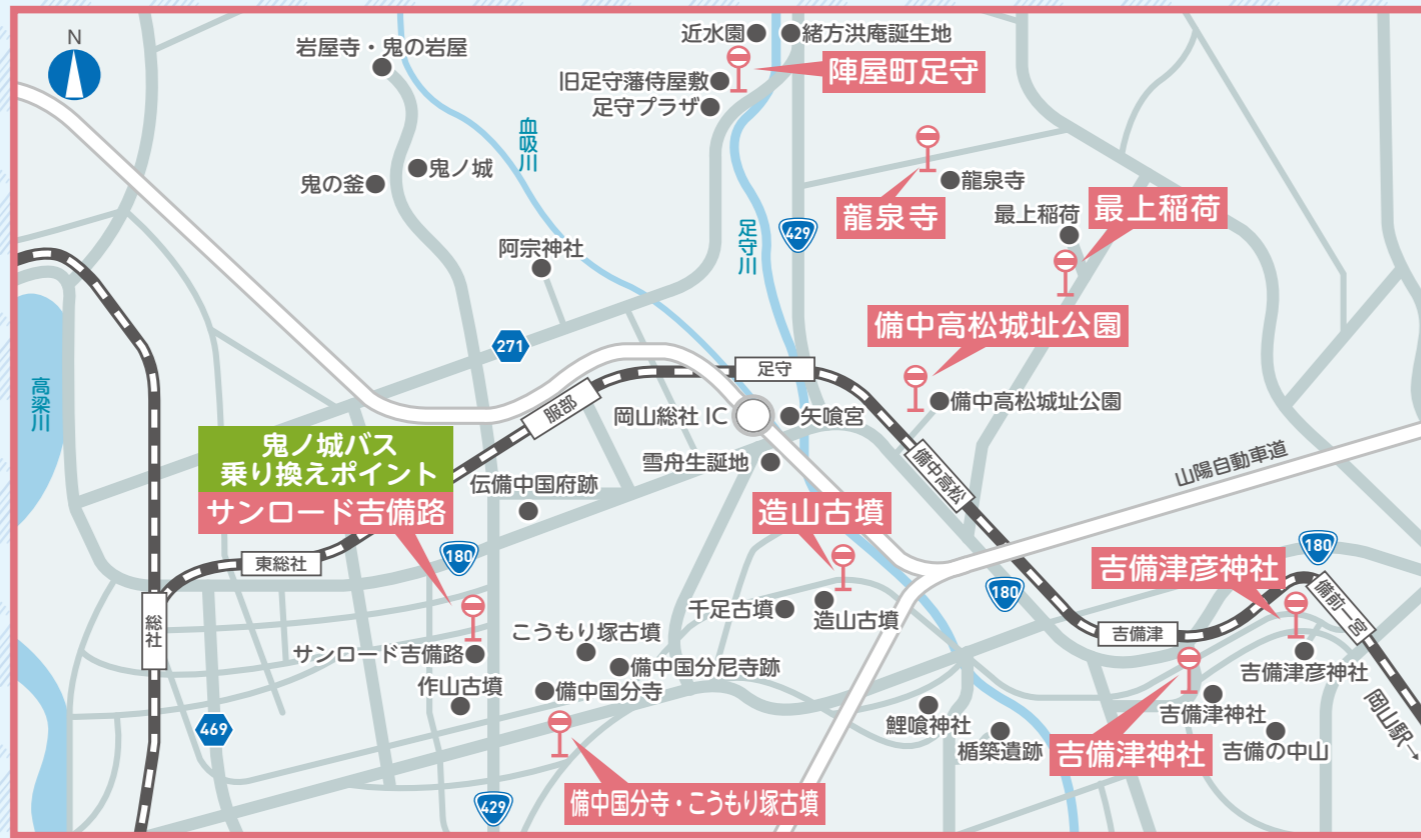 N
岩屋寺・鬼の岩屋
近水園
緒方洪庵誕生地
陣屋町足守
旧足守藩侍屋敷
足守プラザ
血吸川
鬼ノ城
鬼の釜
龍泉寺
龍泉寺
最上稲荷
最上稲荷
足守川
429
阿宗神社
備中高松城址公園
271
足守
高梁川
服部
岡山総社 IC
矢喰宮
備中高松城址公園
鬼ノ城バス
乗り換えポイント
サンロード吉備路
雪舟生誕地
備中高松
山陽自動車道
伝備中国府跡
造山古墳
180
東総社
180
吉備津彦神社
180
備前一宮
総社
千足古墳
造山古墳
吉備津
こうもり塚古墳
サンロード吉備路
備中国分尼寺跡
吉備津彦神社
作山古墳
備中国分寺
鯉喰神社
吉備津神社
岡山駅→
469
楯築遺跡
吉備津神社
吉備の中山
429
備中国分寺・こうもり塚古墳